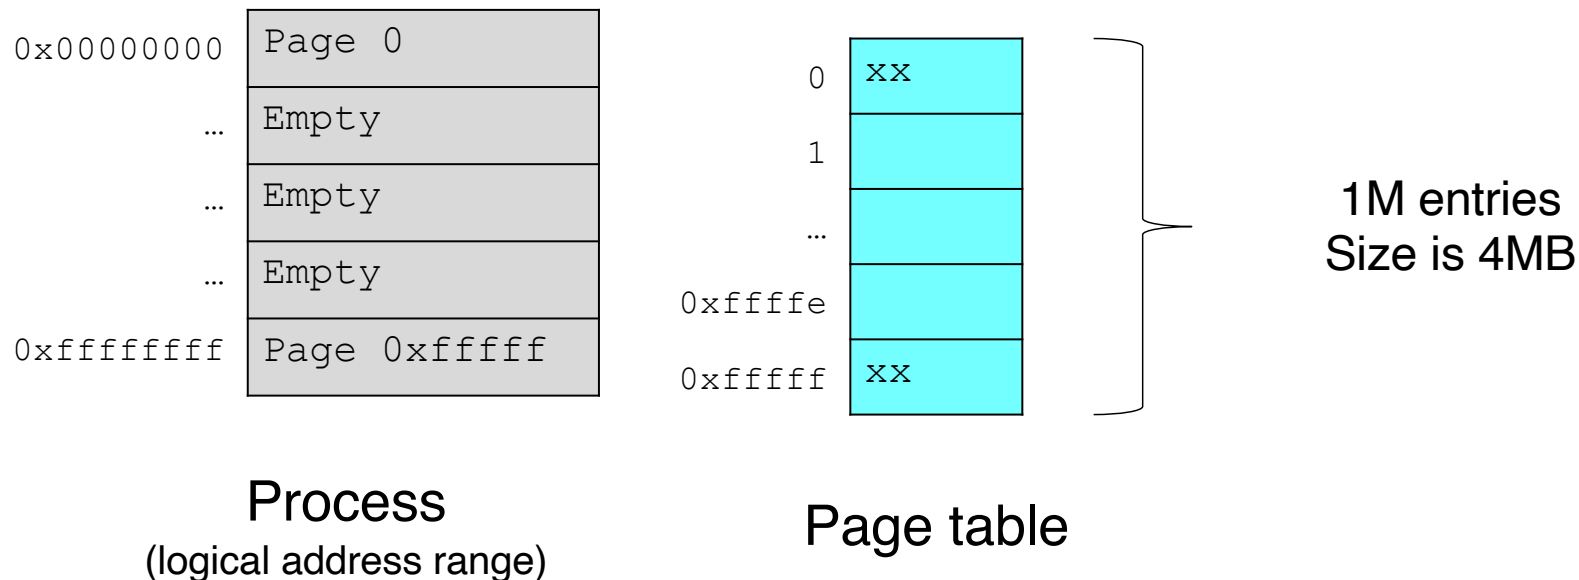 0x00000000 Page 0
… Empty
… Empty
… Empty
0xffffffff Page 0xfffff
Process
(logical address range)
0 xx
1
…
0xffffe
0xfffff xx
Page table
1M entries
Size is 4MB